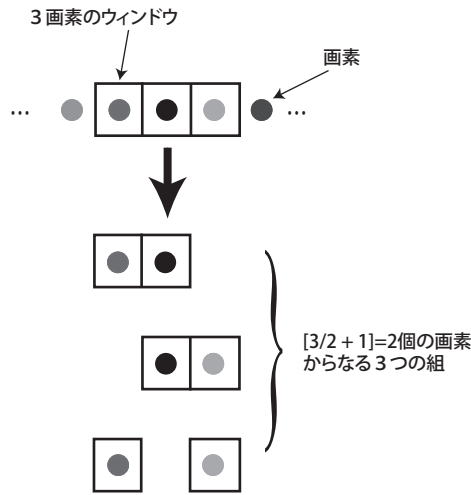 3画素のウィンドウ
画素
... ...
[3/2 + 1]=2個の画素
からなる3つの組